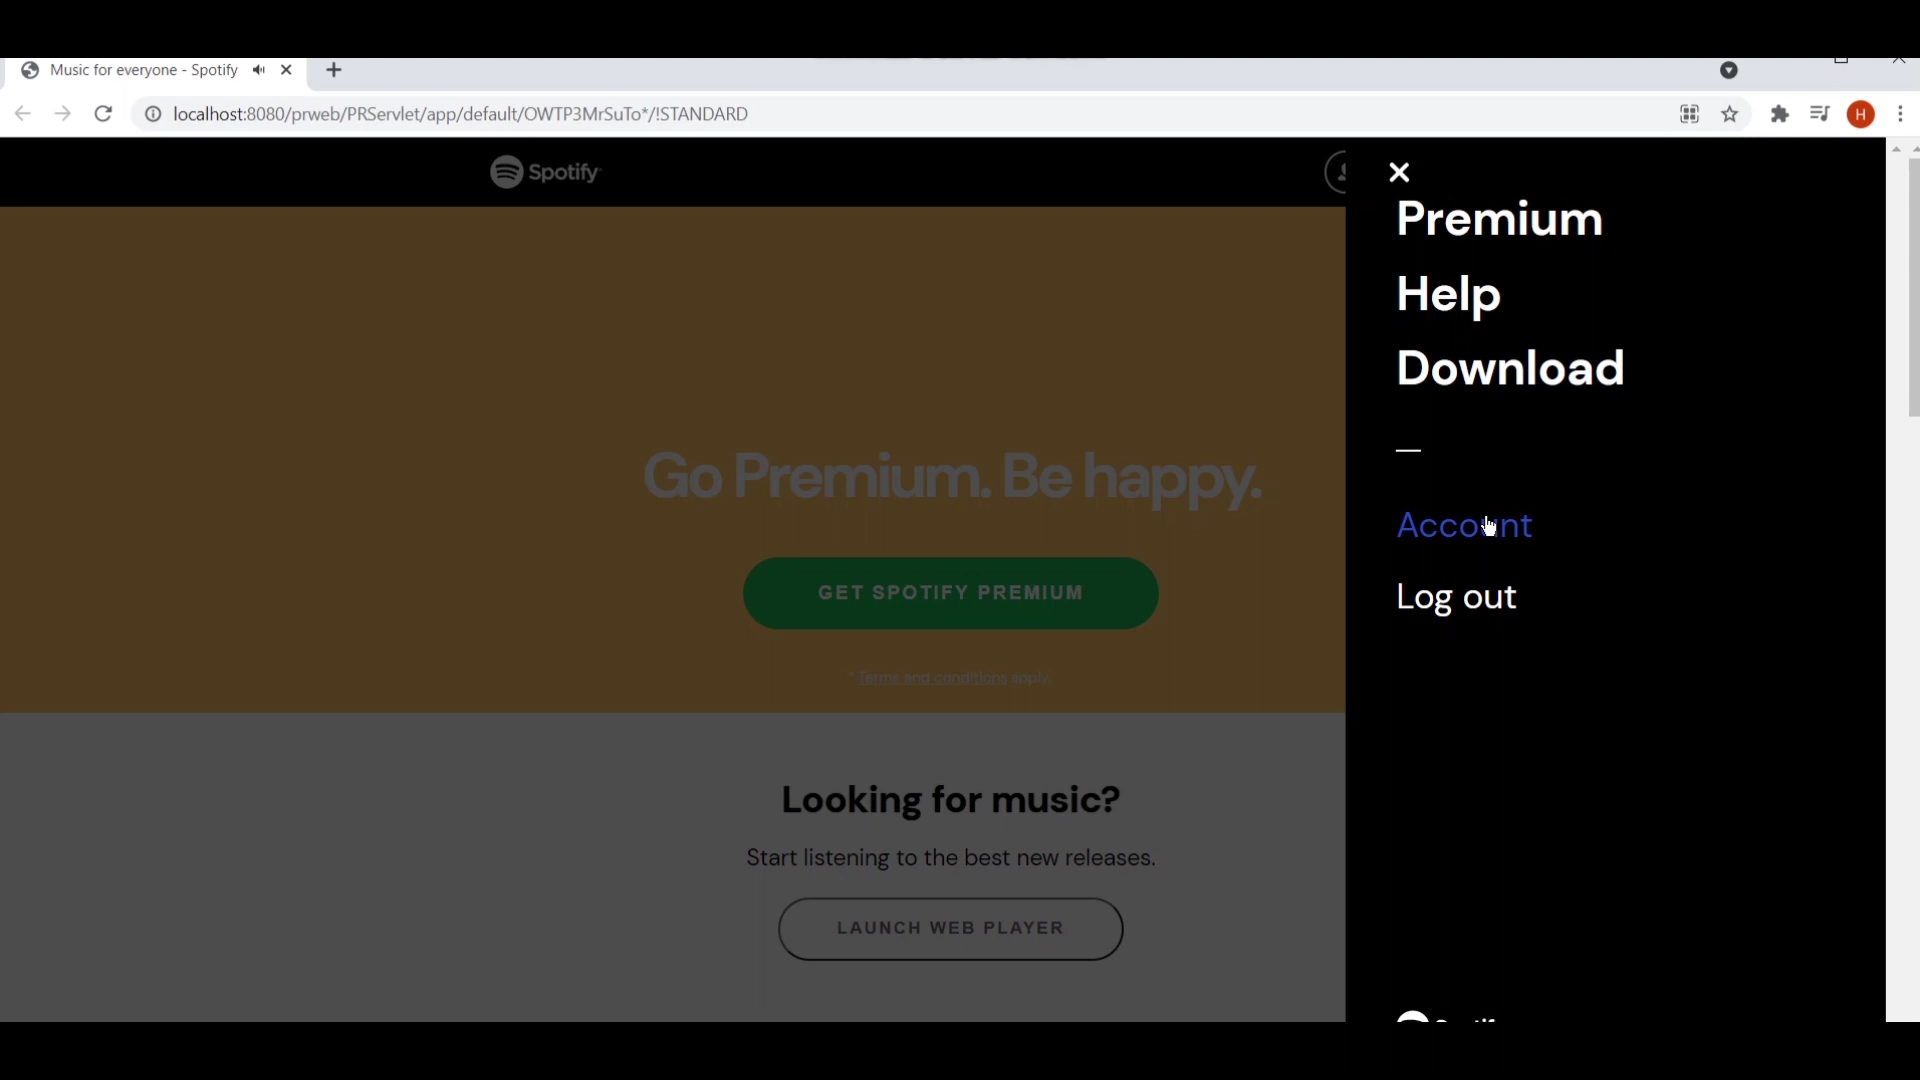 Music for everyone - Spotify
localhost:8080/prweb/PRServlet/app/default/OWTP3MrSuTo*/!STANDARD
H
Spotify
Premium
Help
Download
Account
Log out
Go Premium. Be happy.
GET SPOTIFY PREMIUM
* Terms and conditions apply.
Looking for music?
Start listening to the best new releases.
LAUNCH WEB PLAYER